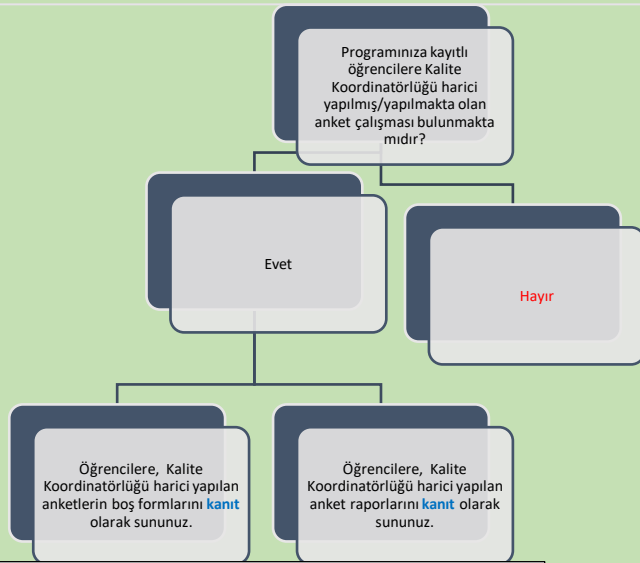 Programınıza kayıtlı
öğrencilere Kalite
Koordinatörlüğü harici
yapılmış/yapılmakta olan
anket çalışması bulunmakta
mıdır?
Evet
Hayır
Öğrencilere, Kalite
Koordinatörlüğü harici yapılan
anketlerin boş formlarını kanıt
olarak sununuz.
Öğrencilere, Kalite
Koordinatörlüğü harici yapılan
anket raporlarını kanıt olarak
sununuz.